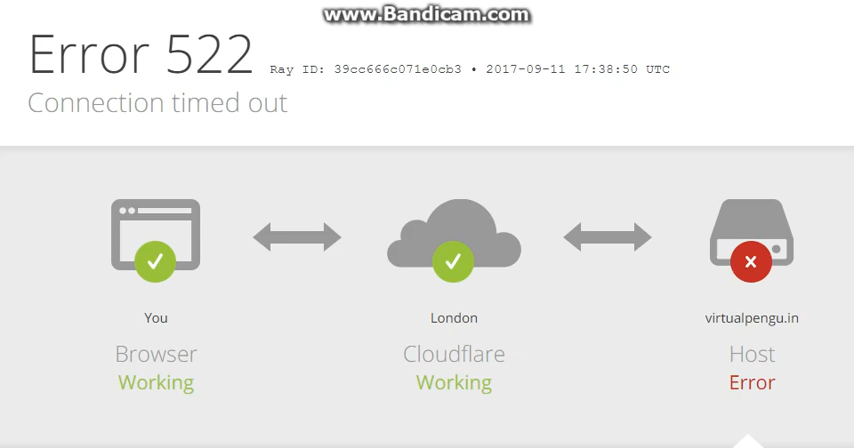 www.Bandicam.com
Error 522 Ray ID: 39cc666c071e0cb3 • 2017-09-11 17:38:50 UTC
Connection timed out
You London virtualpengu.in
Browser Cloudflare Host
Working Working Error